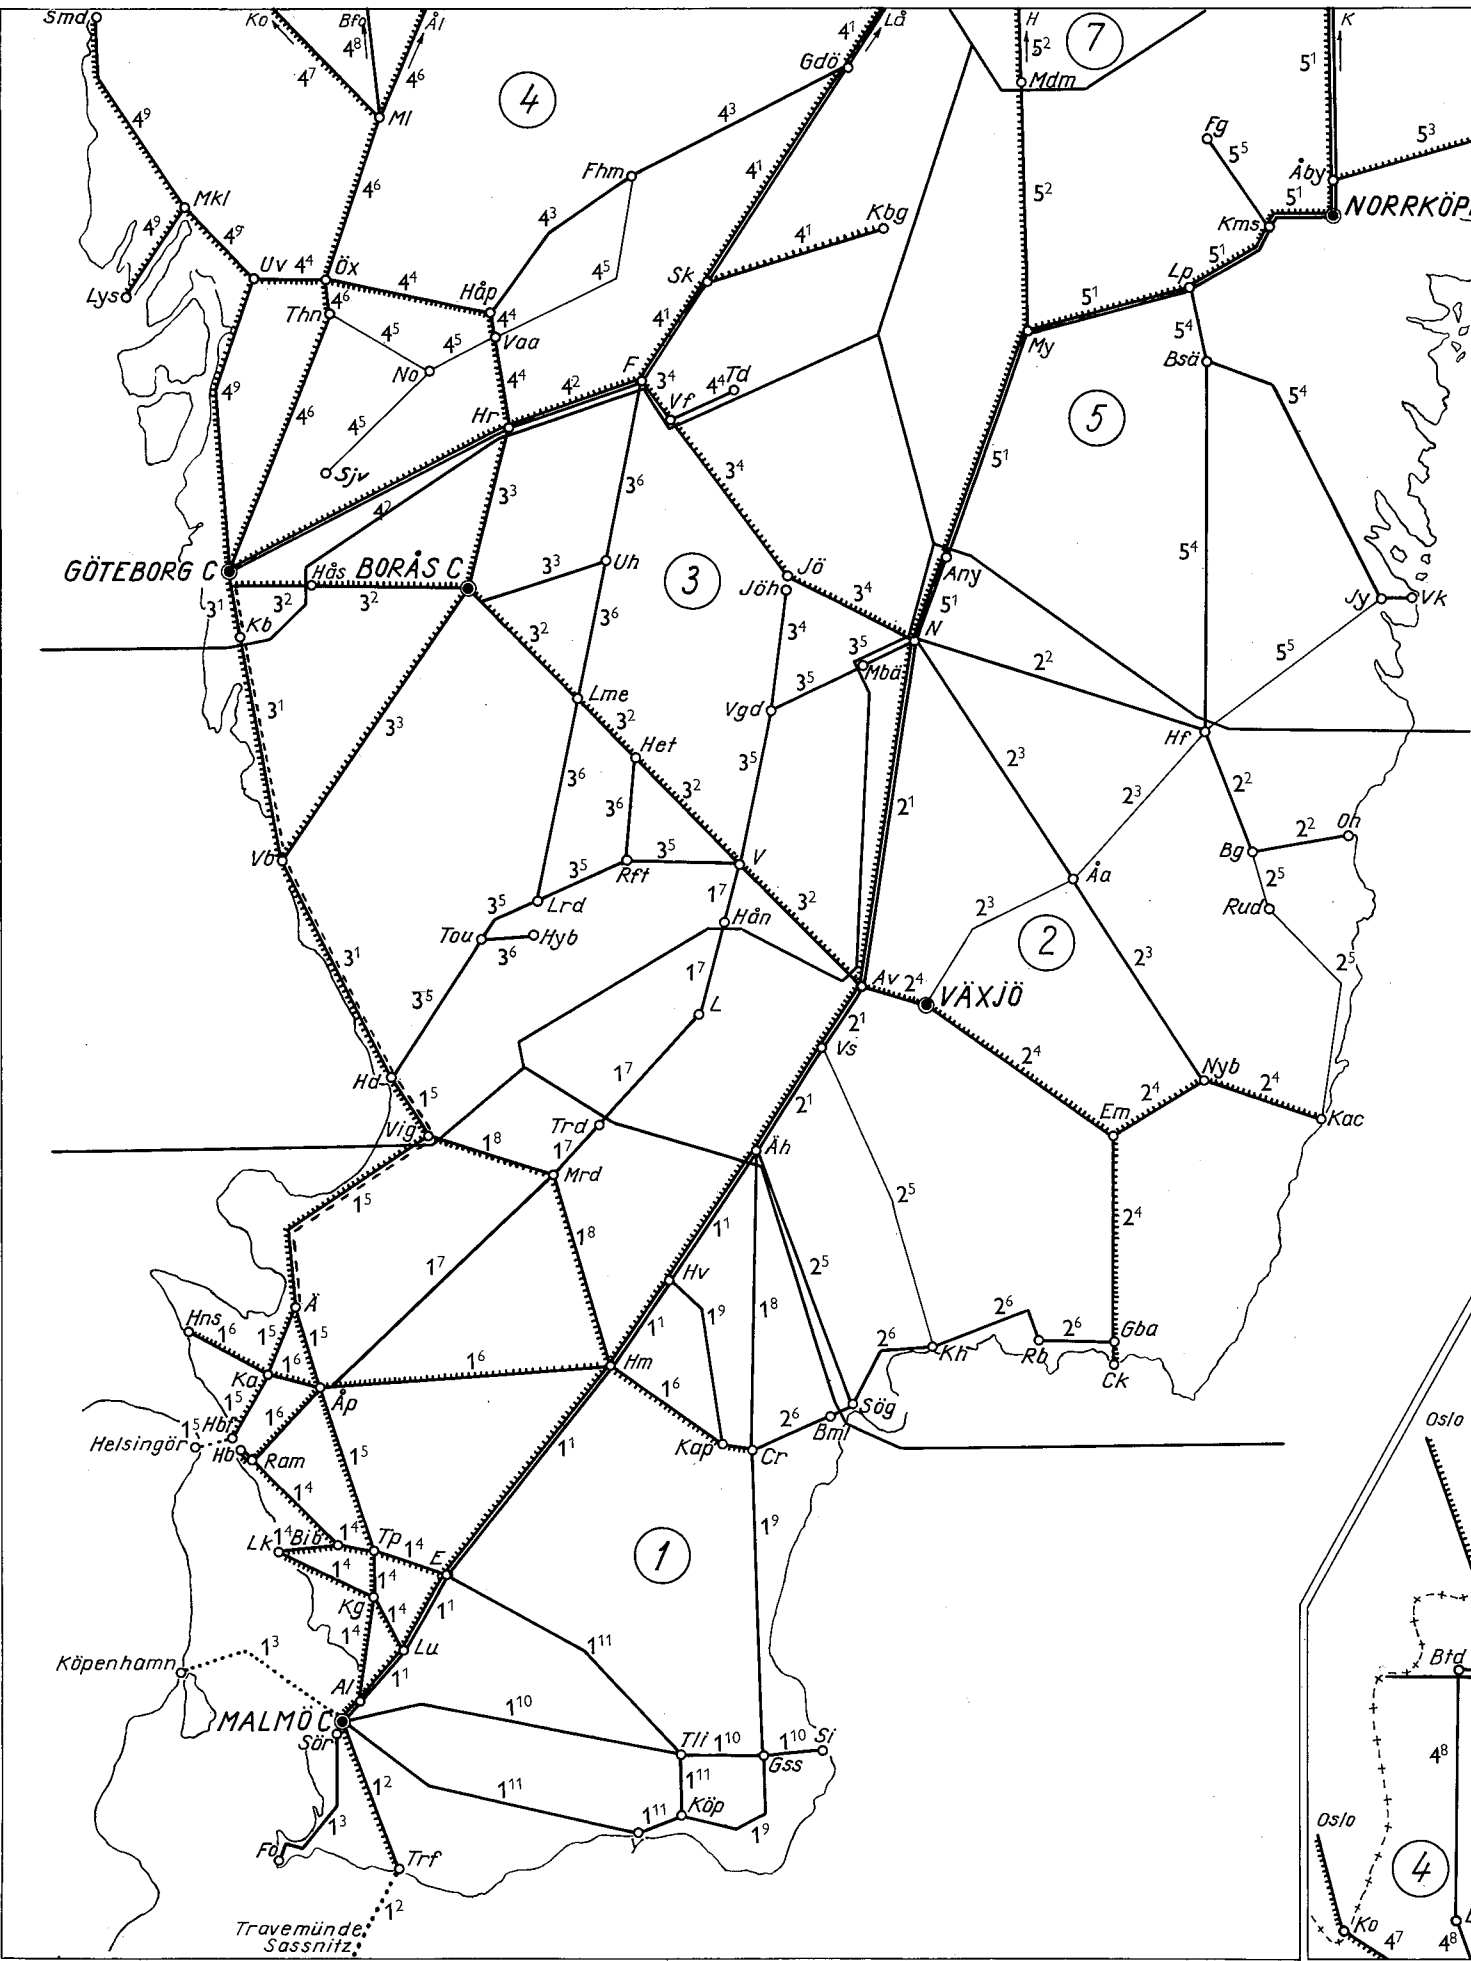 Smd
Ko
Bfo
Ål
Lå
H
K
4⁷
4⁸
4⁶
4
4¹
5²
7
5¹
Gdö
Mdm
4⁹
Ml
4³
Fg
5⁵
5³
Fhm
4¹
Åby
Mkl
4⁶
5²
5¹
NORRKÖP
4⁹
4⁹
4³
Kbg
4¹
Kms
5¹
Uv
4⁴
Öx
4⁴
4⁵
Sk
Lp
Lys
Håp
4⁶
Thn
4⁴
4¹
5¹
4⁵
4⁵
Vaa
My
5⁴
No
4⁴
F
3⁴
4⁴
Td
Bsä
4⁹
4²
Vf
5⁴
4⁶
Hr
5
4⁵
5¹
Sjv
3³
3⁶
3⁴
4²
5⁴
GÖTEBORG C
Hås
BORÅS C
3³
Uh
3
Jö
Jöh
Any
3¹
3²
3²
3⁴
5¹
Jy
Vk
Kb
3²
3⁶
3⁴
N
3⁵
Mbä
2²
5⁵
3¹
3³
Lme
3²
Vgd
3⁵
Hf
Het
3⁵
2³
2²
3⁶
3⁶
3²
2¹
2³
Oh
2²
Vb
3⁵
V
Bg
Rft
Åa
2⁵
3⁵
3⁵
Lrd
1⁷
3²
Rud
Hån
2³
Tou
Hyb
3⁶
2
3¹
1⁷
2³
2⁵
3⁵
Av
2⁴
VÄXJÖ
L
2¹
Vs
2⁴
Hd
1⁷
Nyb
2⁴
2¹
2⁴
1⁵
Em
Kac
Vig
1⁸
Trd
1⁷
Äh
Mrd
1⁵
2⁵
2⁴
1⁸
1¹
1⁷
2⁵
Hv
Ä
1⁹
1⁸
Hns
1⁶
1⁵
1⁵
1¹
2⁶
2⁶
2⁶
Gba
1⁶
1⁶
Hm
Kh
Rb
Ka
1⁶
Ck
Åp
1⁵
1⁶
2⁶
Sög
Oslo
1⁵
Hbf
Bml
Helsingör
Hb
Ram
1⁵
1¹
Kap
Cr
1⁴
1⁹
1⁴
Lk
Bib
1⁴
Tp
1⁴
E
1
1⁴
1⁴
Kg
1⁴
1¹
1⁴
Lu
1¹¹
1³
Köpenhamn
Btd
Al
1¹
MALMÖ C
1¹⁰
Sör
Tli
1¹⁰
1¹⁰
Si
Gss
4⁸
1²
1¹¹
1¹¹
Köp
1¹¹
1³
1⁹
Oslo
Y
Fo
Trf
4
1²
Ko
Travemünde
Sassnitz
4⁷
4⁸